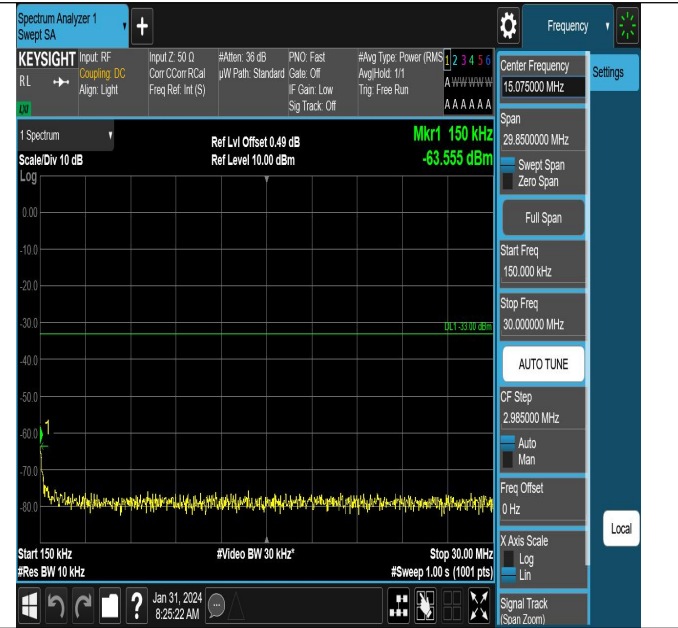 Spectrum Analyzer 1
Swept SA
+
Frequency
KEYSIGHT
RL
Input: RF
Coupling: DC
Align: Light
Input Z: 50 Ω
Corr CCorr RCal
Freq Ref: Int (S)
#Atten: 36 dB
µW Path: Standard
PNO: Fast
Gate: Off
IF Gain: Low
Sig Track: Off
#Avg Type: Power (RMS
Avg|Hold: 1/1
Trig: Free Run
1 2 3 4 5 6
A W W W W W
A A A A A A
1 Spectrum
Scale/Div 10 dB
Log
Ref Lvl Offset 0.49 dB
Ref Level 10.00 dBm
Mkr1 150 kHz
-63.555 dBm
0.00
-10.0
-20.0
-30.0
DL1 -33.00 dBm
-40.0
-50.0
-60.0
1
-70.0
-80.0
Start 150 kHz
#Res BW 10 kHz
#Video BW 30 kHz*
Stop 30.00 MHz
#Sweep 1.00 s (1001 pts)
Center Frequency
15.075000 MHz
Settings
Span
29.8500000 MHz
Swept Span
Zero Span
Full Span
Start Freq
150.000 kHz
Stop Freq
30.000000 MHz
AUTO TUNE
CF Step
2.985000 MHz
Auto
Man
Freq Offset
0 Hz
X Axis Scale
Log
Lin
Local
Signal Track
(Span Zoom)
?
Jan 31, 2024
8:25:22 AM